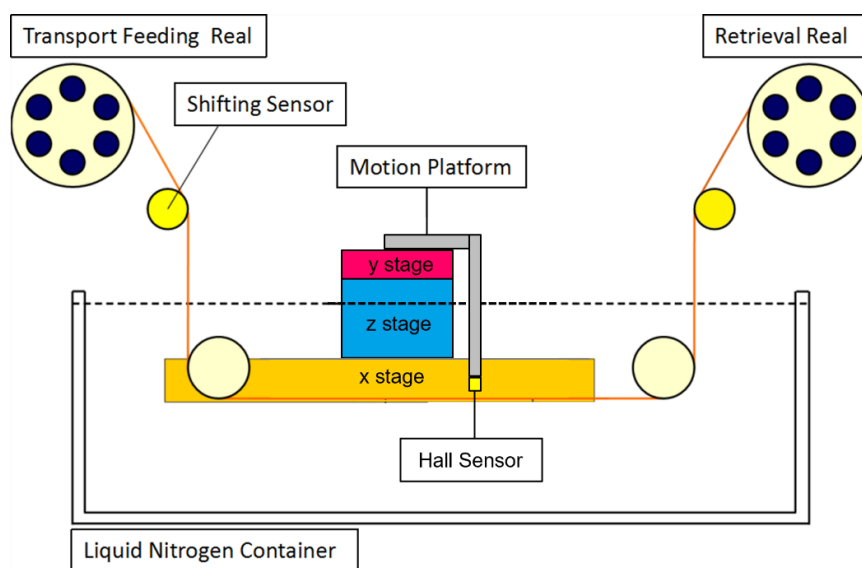 Transport Feeding Real
Retrieval Real
Shifting Sensor
Motion Platform
y stage
z stage
x stage
Hall Sensor
Liquid Nitrogen Container